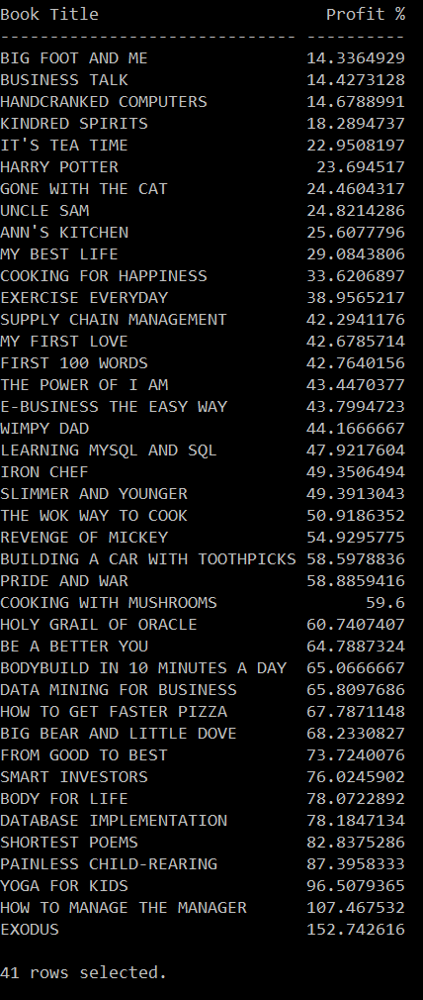 Book Title                       Profit %
------------------------------ ----------
BIG FOOT AND ME                14.3364929
BUSINESS TALK                  14.4273128
HANDCRANKED COMPUTERS          14.6788991
KINDRED SPIRITS                18.2894737
IT'S TEA TIME                  22.9508197
HARRY POTTER                    23.694517
GONE WITH THE CAT              24.4604317
UNCLE SAM                      24.8214286
ANN'S KITCHEN                  25.6077796
MY BEST LIFE                   29.0843806
COOKING FOR HAPPINESS          33.6206897
EXERCISE EVERYDAY              38.9565217
SUPPLY CHAIN MANAGEMENT        42.2941176
MY FIRST LOVE                  42.6785714
FIRST 100 WORDS                42.7640156
THE POWER OF I AM              43.4470377
E-BUSINESS THE EASY WAY        43.7994723
WIMPY DAD                      44.1666667
LEARNING MYSQL AND SQL         47.9217604
IRON CHEF                      49.3506494
SLIMMER AND YOUNGER            49.3913043
THE WOK WAY TO COOK            50.9186352
REVENGE OF MICKEY              54.9295775
BUILDING A CAR WITH TOOTHPICKS 58.5978836
PRIDE AND WAR                  58.8859416
COOKING WITH MUSHROOMS               59.6
HOLY GRAIL OF ORACLE           60.7407407
BE A BETTER YOU                64.7887324
BODYBUILD IN 10 MINUTES A DAY  65.0666667
DATA MINING FOR BUSINESS       65.8097686
HOW TO GET FASTER PIZZA        67.7871148
BIG BEAR AND LITTLE DOVE       68.2330827
FROM GOOD TO BEST              73.7240076
SMART INVESTORS                76.0245902
BODY FOR LIFE                  78.0722892
DATABASE IMPLEMENTATION        78.1847134
SHORTEST POEMS                 82.8375286
PAINLESS CHILD-REARING         87.3958333
YOGA FOR KIDS                  96.5079365
HOW TO MANAGE THE MANAGER      107.467532
EXODUS                         152.742616

41 rows selected.